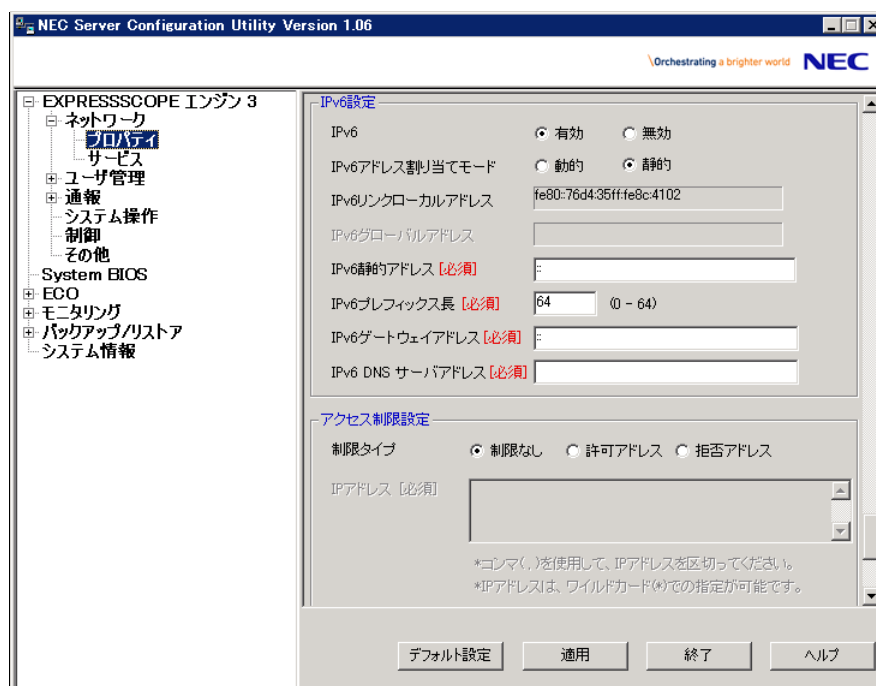 NEC Server Configuration Utility Version 1.06
\Orchestrating a brighter world NEC
EXPRESSSCOPE エンジン 3
ネットワーク
プロパティ
サービス
ユーザ管理
通報
システム操作
制御
その他
System BIOS
ECO
モニタリング
バックアップ/リストア
システム情報
IPv6設定
IPv6 有効 無効
IPv6アドレス割り当てモード 動的 静的
IPv6リンクローカルアドレス fe80::76d4:35ff:fe8c:4102
IPv6グローバルアドレス
IPv6静的アドレス [必須] ::
IPv6プレフィックス長 [必須] 64 (0 - 64)
IPv6ゲートウェイアドレス [必須] ::
IPv6 DNS サーバアドレス [必須]
アクセス制限設定
制限タイプ 制限なし 許可アドレス 拒否アドレス
IPアドレス [必須]
*コンマ(,)を使用して、IPアドレスを区切ってください。
*IPアドレスは、ワイルドカード(*)での指定が可能です。
デフォルト設定 適用 終了 ヘルプ